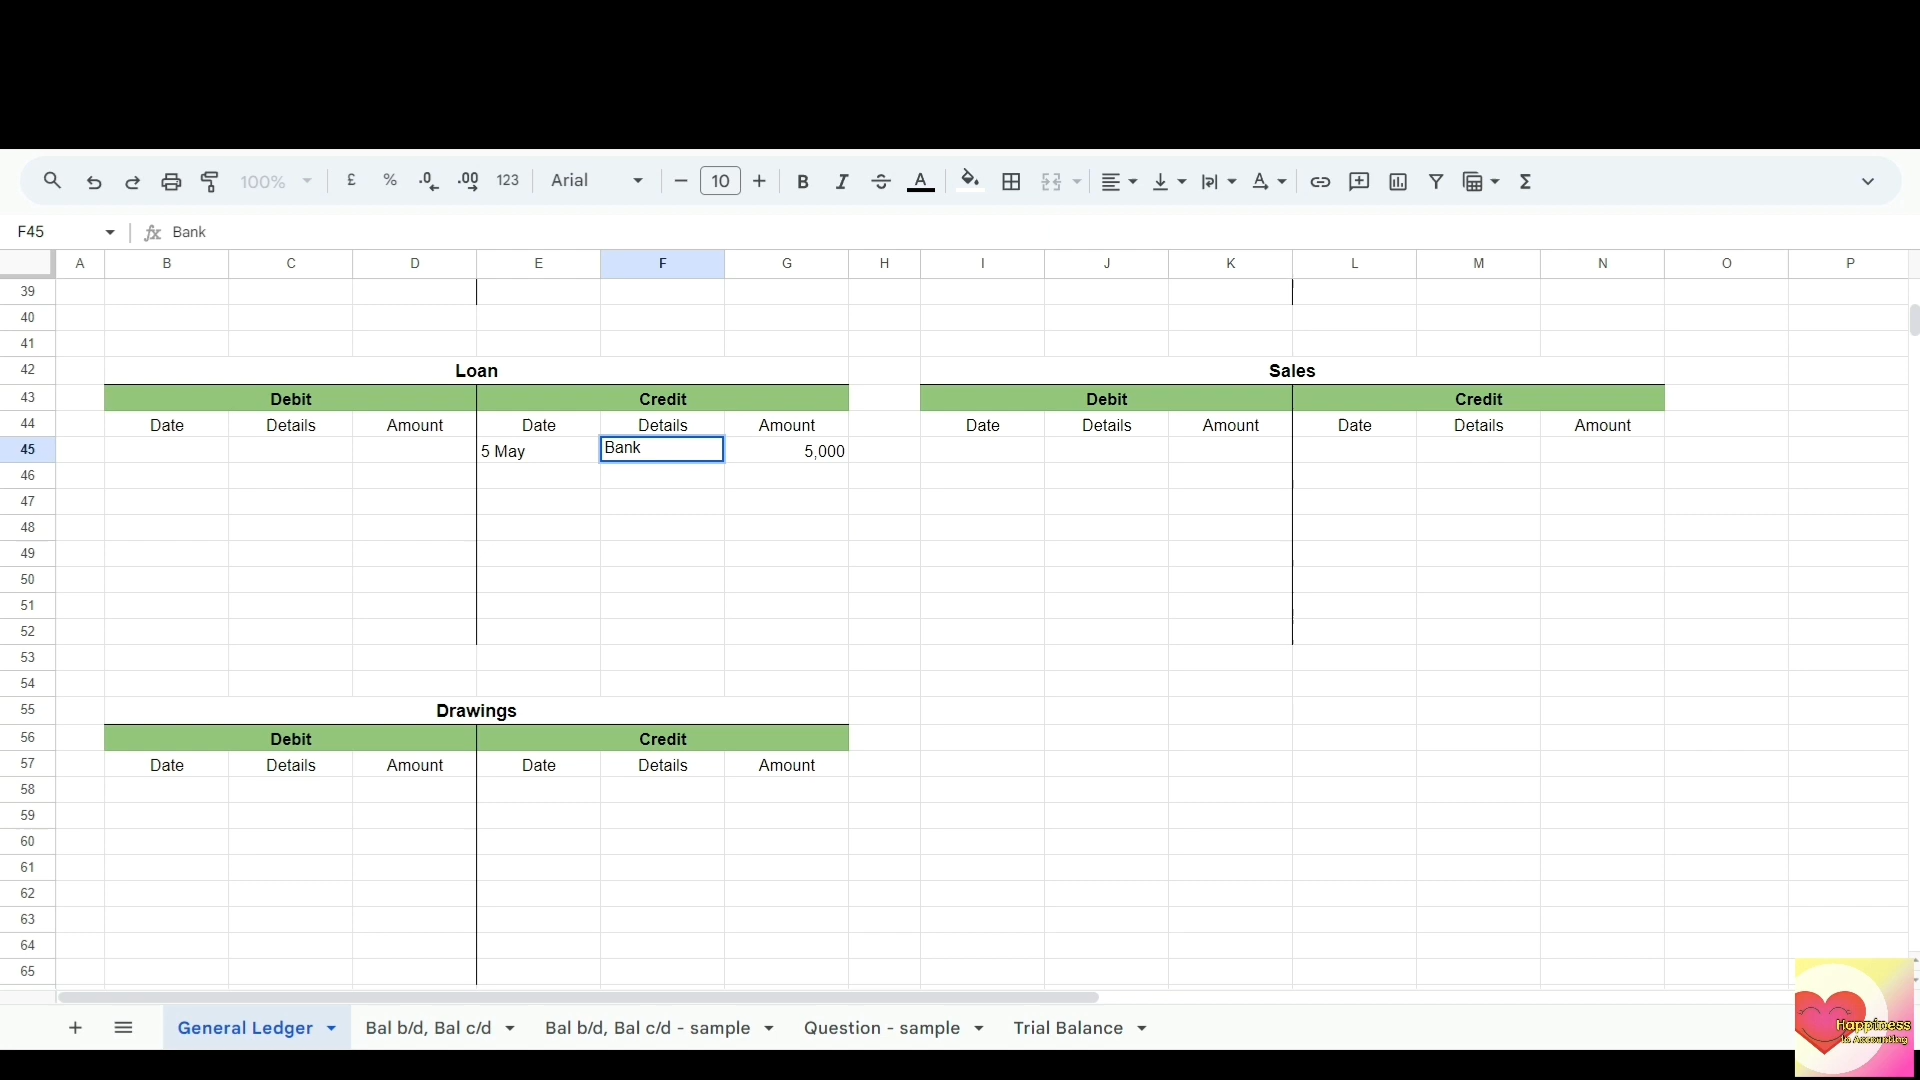 100% £ % .0 .00 123 Arial 10 B I A
F45 fx Bank
A B C D E F G H I J K L M N O P
39
40
41
42 Loan Sales
43 Debit Credit Debit Credit
44 Date Details Amount Date Details Amount Date Details Amount Date Details Amount
45 5 May Bank 5,000
46
47
48
49
50
51
52
53
54
55 Drawings
56 Debit Credit
57 Date Details Amount Date Details Amount
58
59
60
61
62
63
64
65
General Ledger Bal b/d, Bal c/d Bal b/d, Bal c/d - sample Question - sample Trial Balance
Happiness
in Accounting